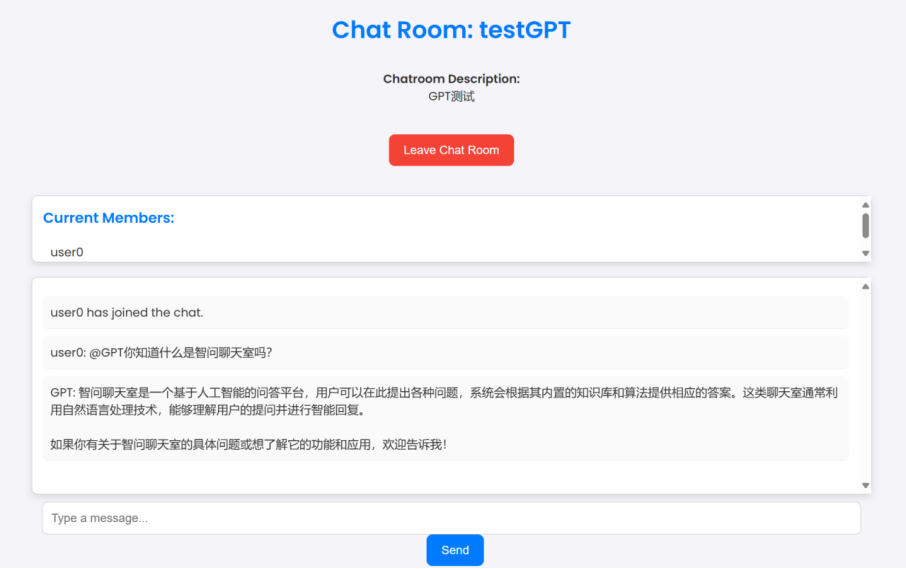 Chat Room: testGPT
Chatroom Description:
GPT测试
Leave Chat Room
Current Members:
user0
user0 has joined the chat.
user0: @GPT你知道什么是智问聊天室吗？
GPT: 智问聊天室是一个基于人工智能的问答平台，用户可以在此提出各种问题，系统会根据其内置的知识库和算法提供相应的答案。这类聊天室通常利
用自然语言处理技术，能够理解用户的提问并进行智能回复。
如果你有关于智问聊天室的具体问题或想了解它的功能和应用，欢迎告诉我！
Type a message...
Send